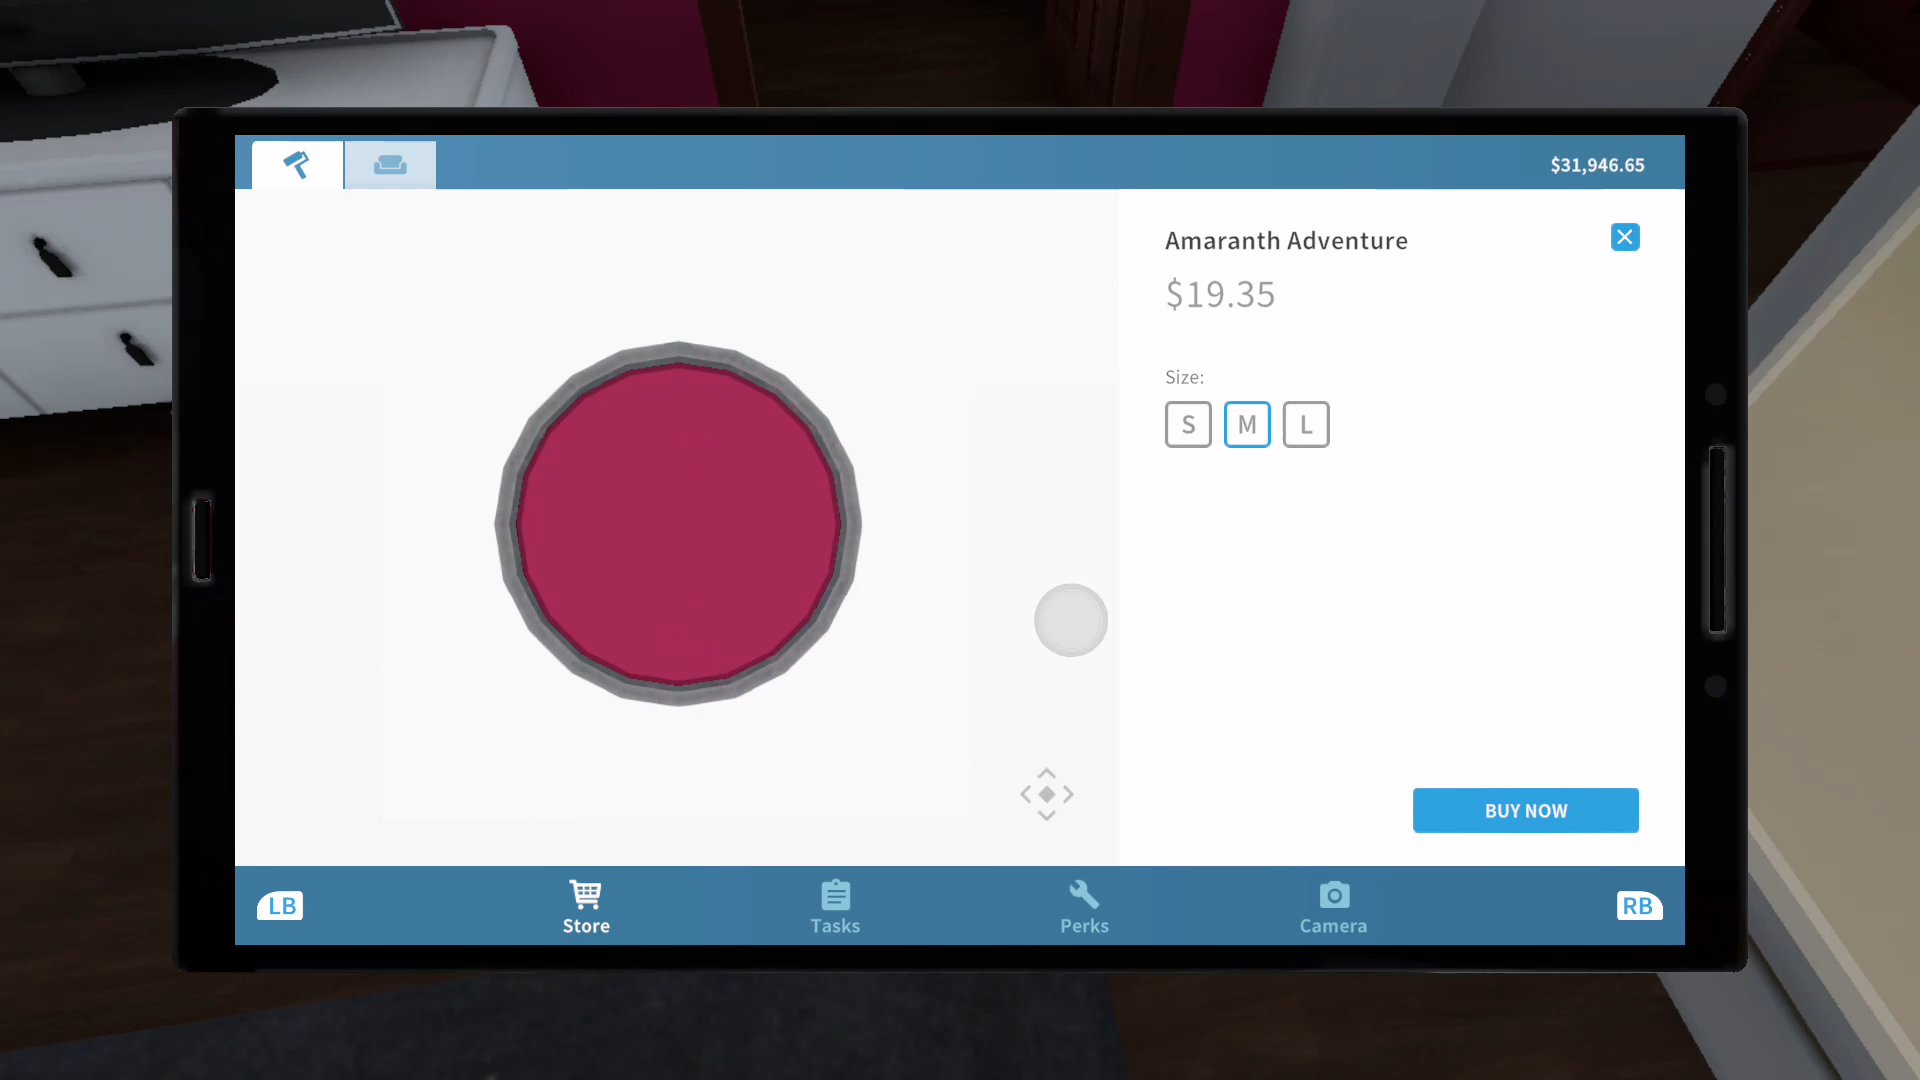 $31,946.65
Amaranth Adventure
$19.35
Size:
S M L
BUY NOW
LB Store Tasks Perks Camera RB